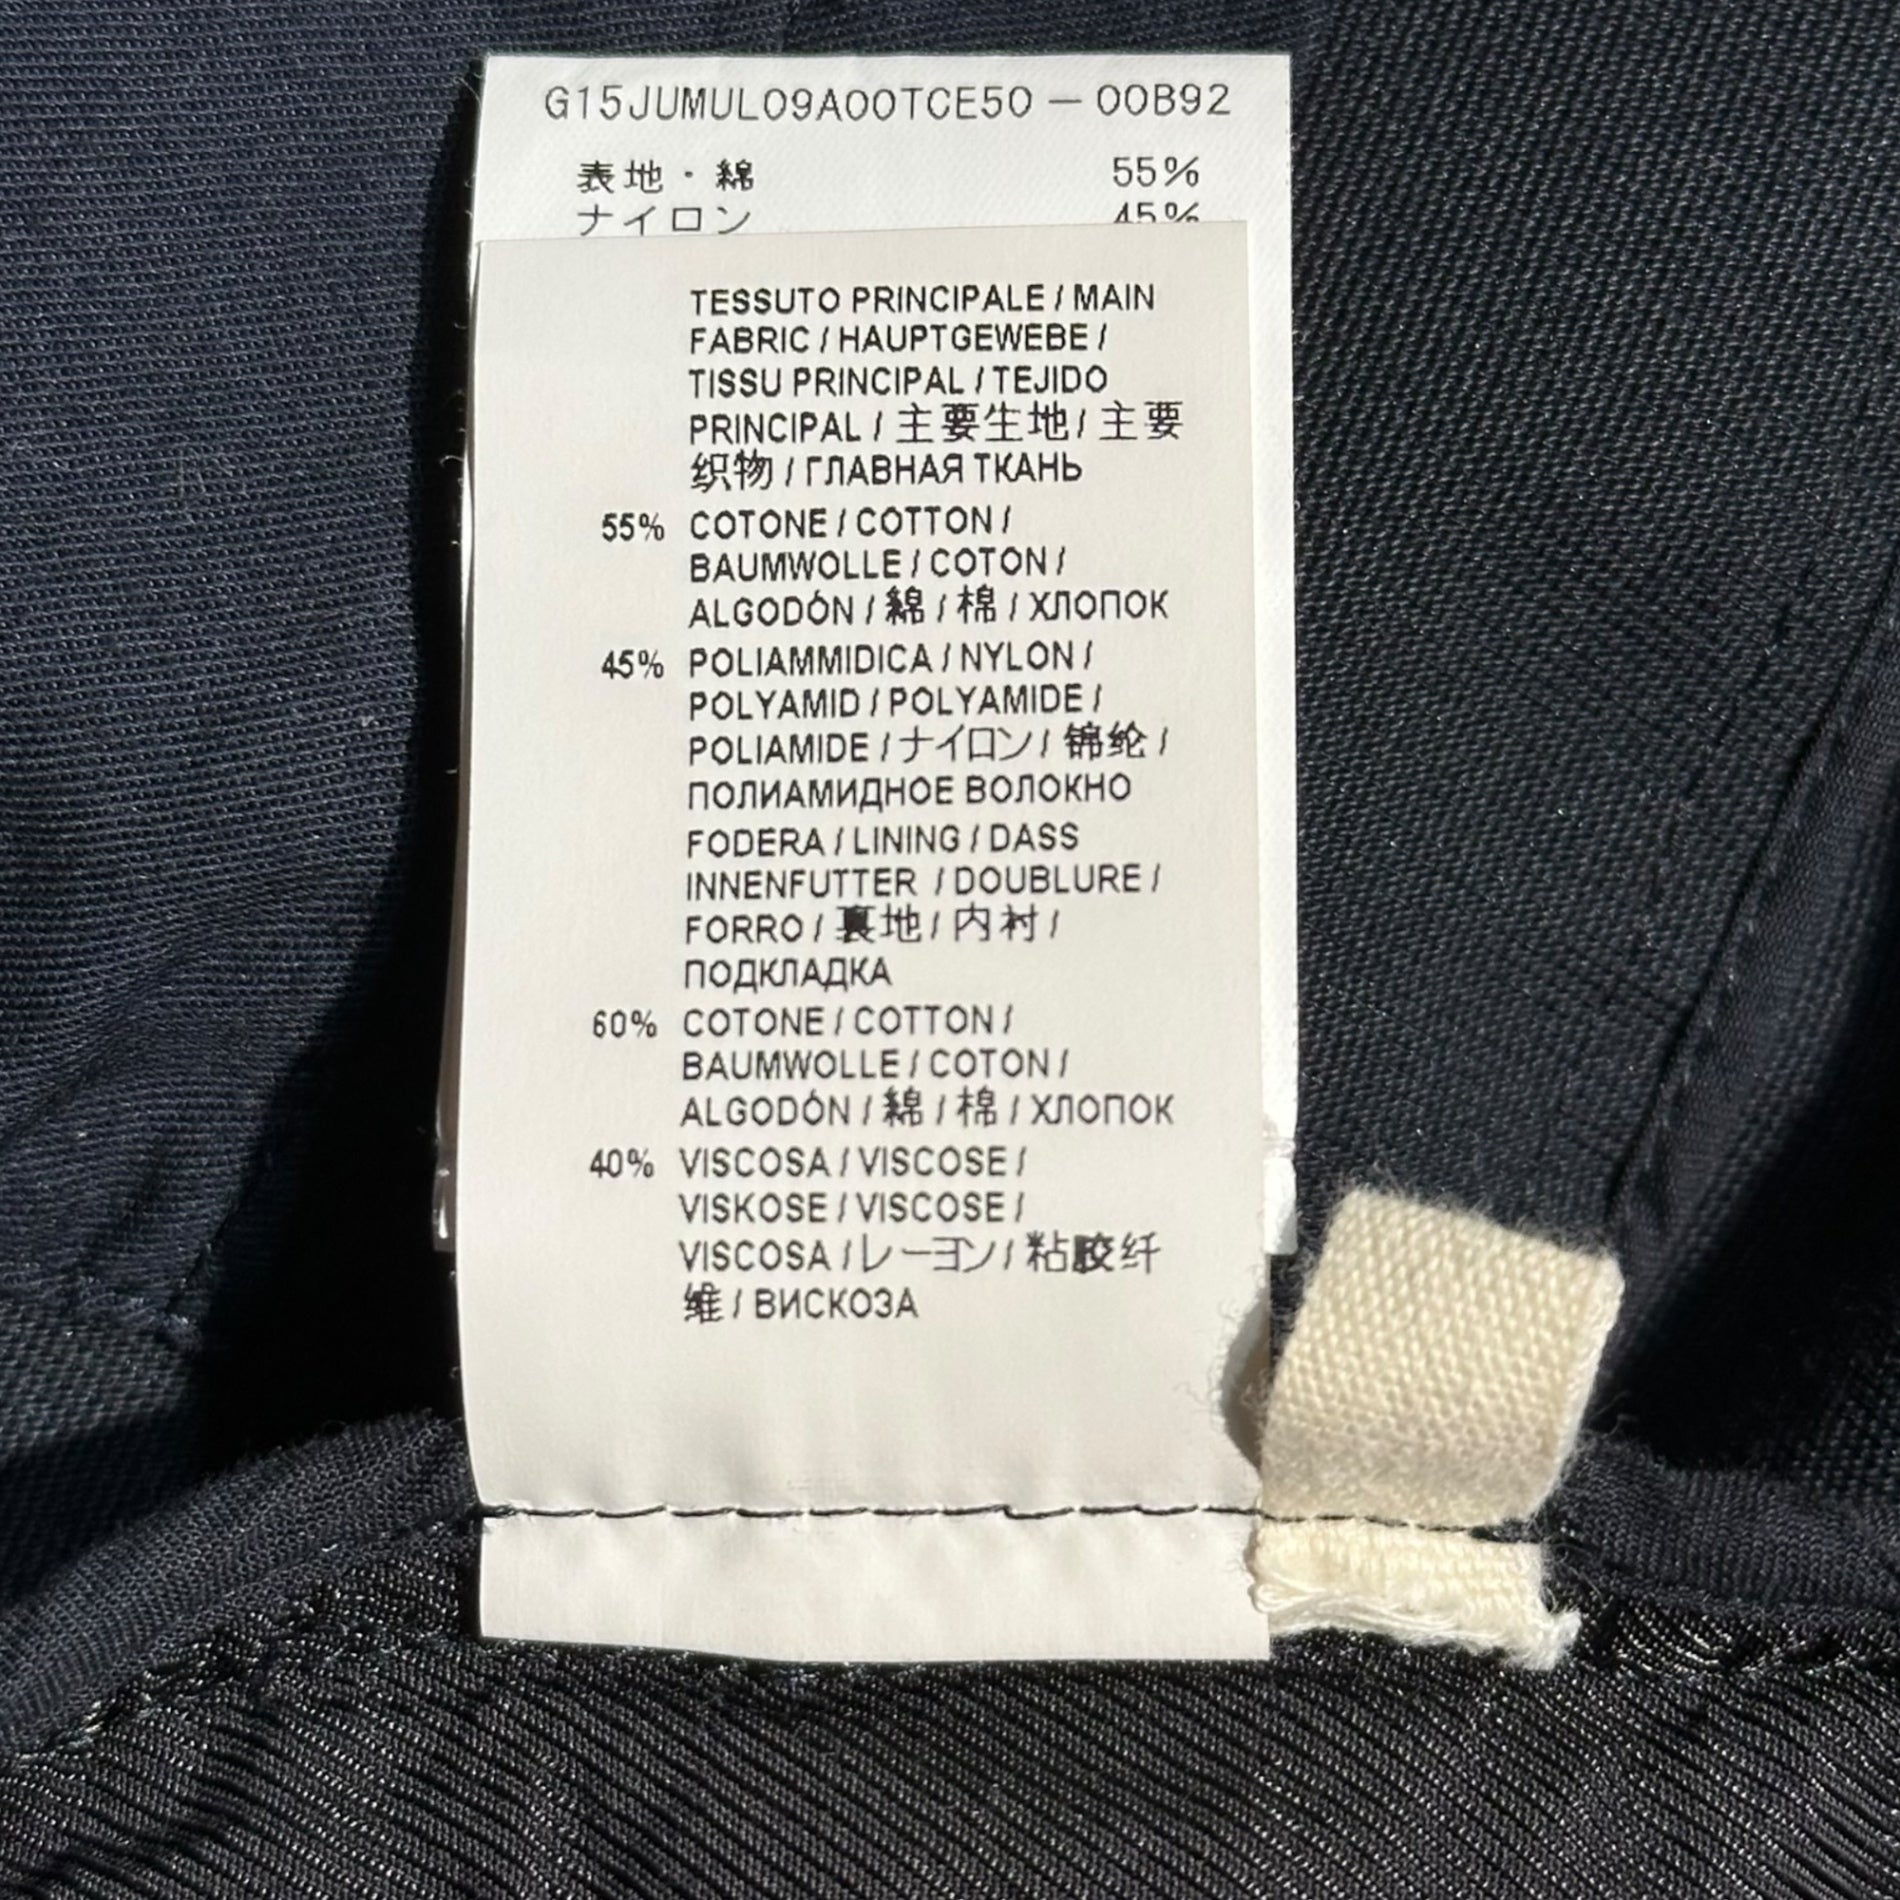 G15JUMUL09A00TCE50 — 00B92
表地・綿 55%
ナイロン 45%
TESSUTO PRINCIPALE / MAIN
FABRIC / HAUPTGEWEBE /
TISSU PRINCIPAL / TEJIDO
PRINCIPAL / 主要生地 / 主要
织物 / ГЛАВНАЯ ТКАНЬ
55% COTONE / COTTON /
BAUMWOLLE / COTON /
ALGODÓN / 綿 / 棉 / ХЛОПОК
45% POLIAMMIDICA / NYLON /
POLYAMID / POLYAMIDE /
POLIAMIDE / ナイロン / 锦纶 /
ПОЛИАМИДНОЕ ВОЛОКНО
FODERA / LINING / DASS
INNENFUTTER / DOUBLURE /
FORRO / 裏地 / 内衬 /
ПОДКЛАДКА
60% COTONE / COTTON /
BAUMWOLLE / COTON /
ALGODÓN / 綿 / 棉 / ХЛОПОК
40% VISCOSA / VISCOSE /
VISKOSE / VISCOSE /
VISCOSA / レーヨン / 粘胶纤
维 / ВИСКОЗА